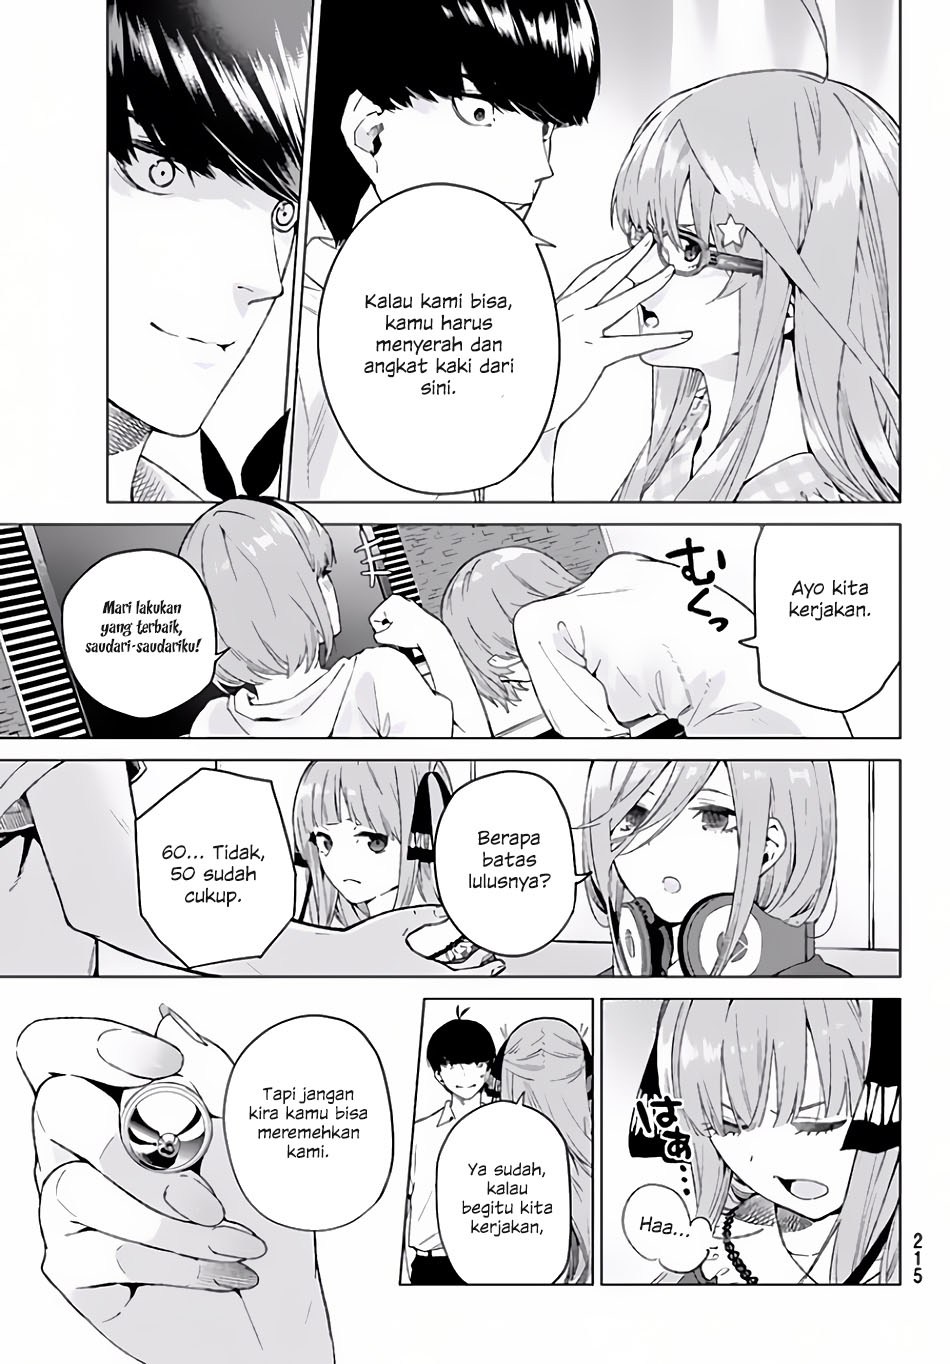 Kalau kami bisa,
kamu harus
menyerah dan
angkat kaki dari
sini.
Ayo kita
kerjakan.
むくっ
Mari lakukan
yang terbaik,
saudari-saudariku!
Berapa
batas
lulusnya?
60... Tidak,
50 sudah
cukup.
はぁ...
Haa...
Ya sudah,
kalau
begitu kita
kerjakan,
Tapi jangan
kira kamu bisa
meremehkan
kami.
215